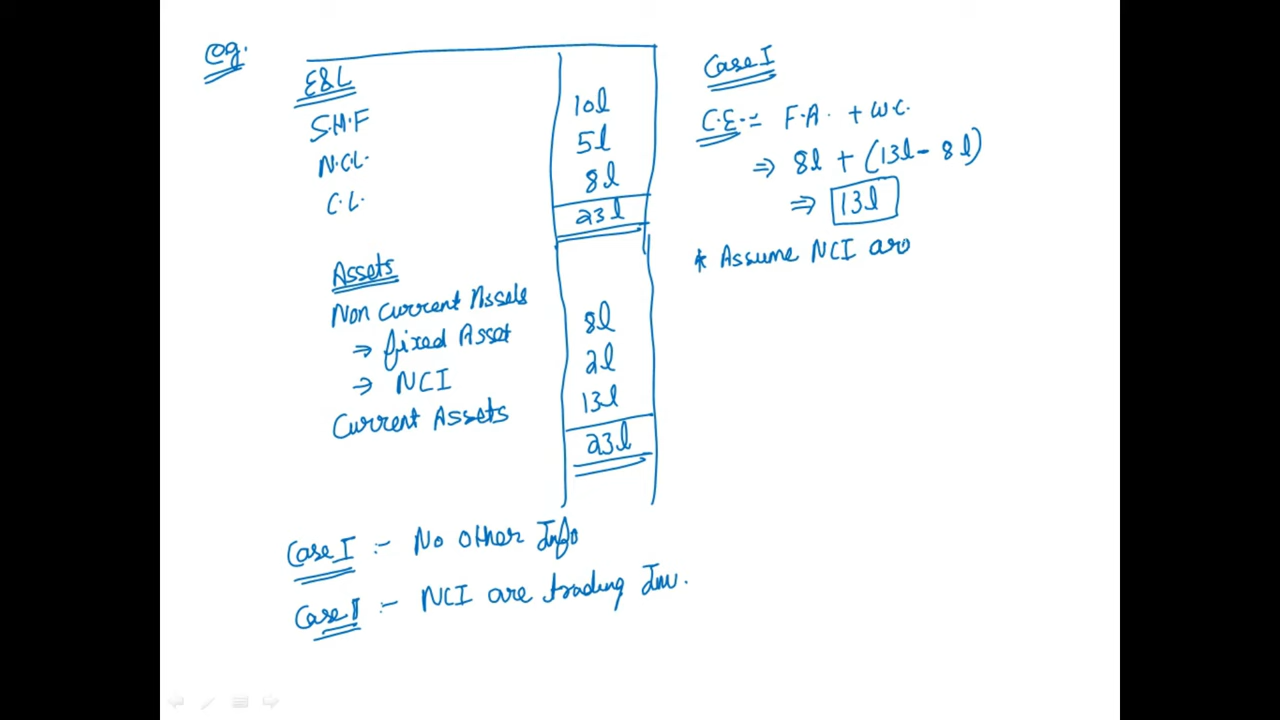 eg.
E&L
S.H.F 10l
N.C.L. 5l
C.L. 8l
23l
Assets
Non Current Assets
⇒ fixed Asset 8l
→ NCI 2l
Current Assets 13l
23l
Case I :- No other Info
Case II :- NCI are trading Inv.
Case I
C.E. = F.A. + W.C.
⇒ 8l + (13l - 8l)
⇒ 13l
* Assume NCI are